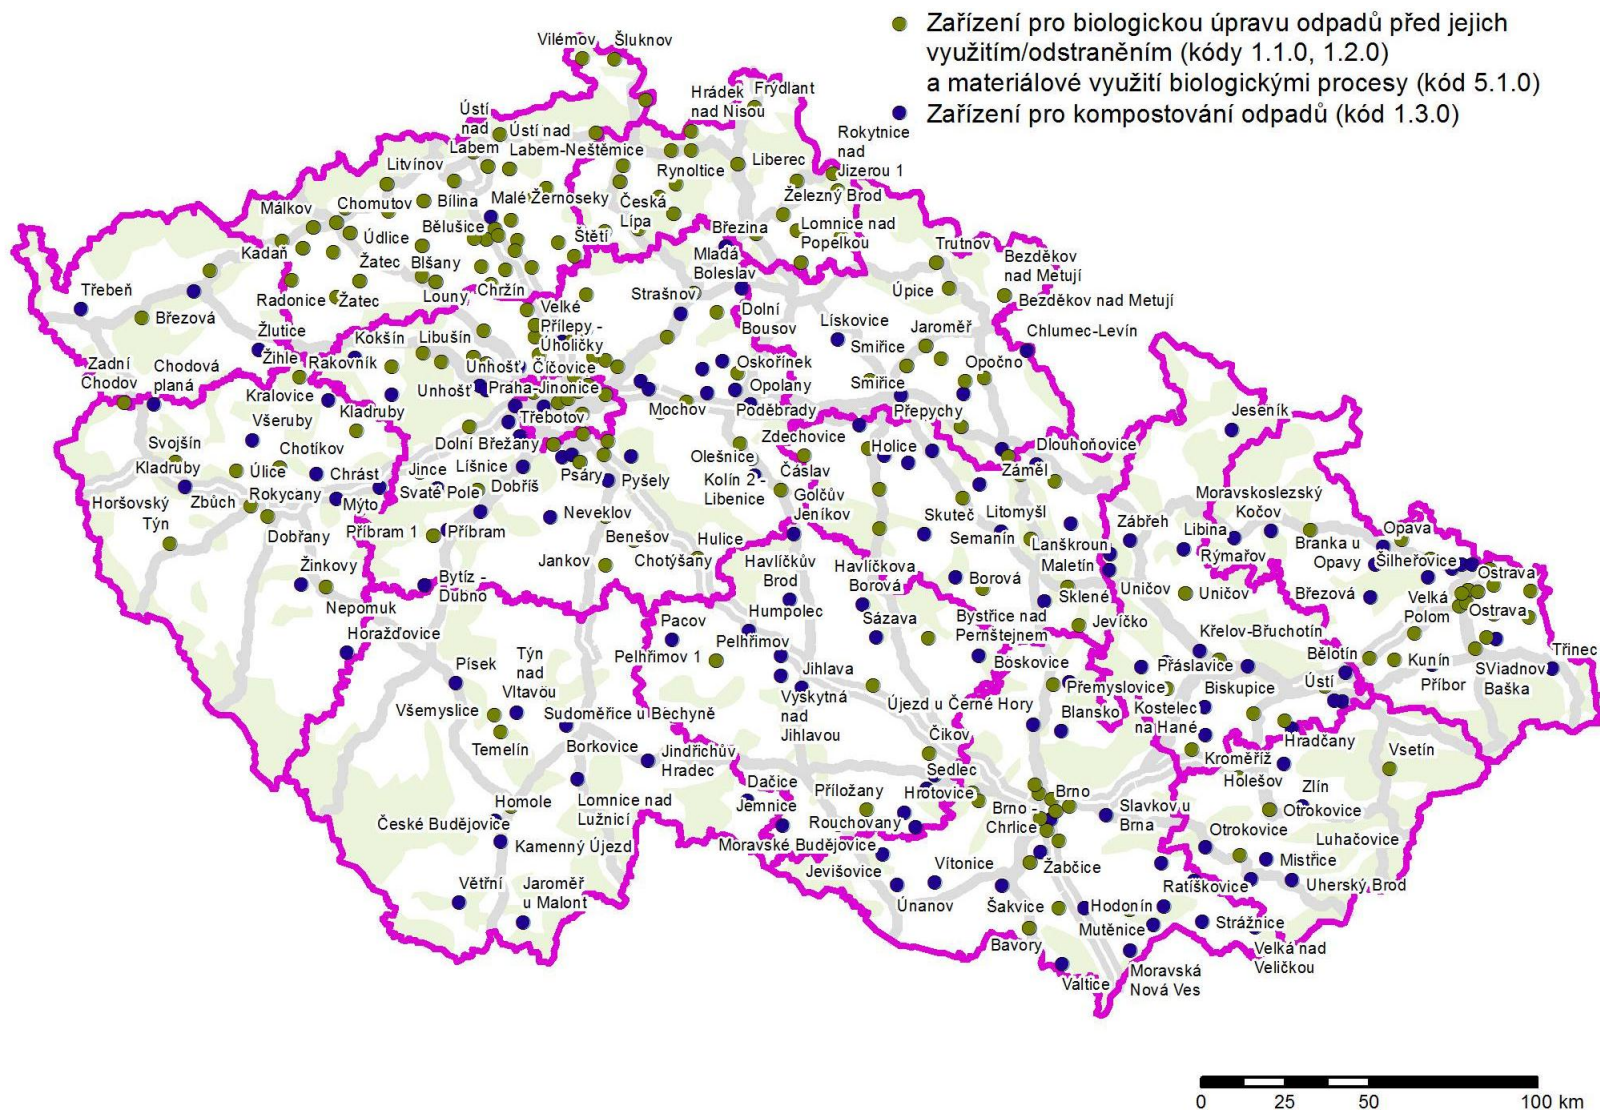 Zařízení pro biologickou úpravu odpadů před jejich
využitím/odstraněním (kódy 1.1.0, 1.2.0)
a materiálové využití biologickými procesy (kód 5.1.0)
Zařízení pro kompostování odpadů (kód 1.3.0)
Vilémov
Šluknov
Hrádek
nad Nisou
Frýdlant
Ústí
nad
Labem
Ústí nad
Labem-Neštěmice
Rokytnice
nad
Jizerou 1
Litvínov
Rynoltice
Liberec
Málkov
Chomutov
Bílina
Malé Žernoseky
Česká
Lípa
Železný Brod
Bělušice
Březina
Lomnice nad
Popelkou
Kadaň
Údlice
Štětí
Mladá
Boleslav
Trutnov
Bezděkov
nad Metují
Žatec
Blšany
Třebeň
Radonice
Žatec
Louny
Chržín
Strašnov
Úpice
Bezděkov nad Metují
Březová
Velké
Přílepy -
Úholičky
Dolní
Bousov
Lískovice
Jaroměř
Chlumec-Levín
Žlutice
Kokšín
Libušín
Smiřice
Zadní
Chodov
Chodová
planá
Žihle
Rakovník
Unhošť
Číčovice
Oskořínek
Opočno
Kralovice
Unhošť
Praha-Jinonice
Opolany
Smiřice
Jeseník
Všeruby
Kladruby
Třebotov
Mochov
Poděbrady
Přepychy
Svojšín
Chotíkov
Dolní Břežany
Zdechovice
Holice
Dlouhoňovice
Kladruby
Úlice
Chrást
Jince
Líšnice
Olešnice
Čáslav
Záměl
Horšovský
Týn
Zbůch
Rokycany
Mýto
Svaté Pole
Dobříš
Psáry
Pyšely
Kolín 2 -
Libenice
Golčův
Jeníkov
Moravskoslezský
Kočov
Dobřany
Příbram 1
Příbram
Neveklov
Skuteč
Litomyšl
Zábřeh
Libina
Opava
Benešov
Hulice
Semanín
Lanškroun
Rýmařov
Branka u
Opavy
Žinkovy
Jankov
Chotýšany
Havlíčkův
Brod
Havlíčkova
Borová
Maletín
Šilheřovice
Ostrava
Bytíz -
Dubno
Borová
Sklené
Uničov
Uničov
Březová
Velká
Polom
Ostrava
Nepomuk
Humpolec
Horažďovice
Pacov
Sázava
Bystřice nad
Pernštejnem
Jevíčko
Křelov-Břuchotín
Pelhřimov
Písek
Týn
nad
Vltavou
Pelhřimov 1
Jihlava
Boskovice
Přáslavice
Bělotín
Kunín
SViadnov
Třinec
Přemyslovice
Biskupice
Ústí
Příbor
Baška
Všemyslice
Sudoměřice u Bechyně
Vyskytná
nad
Jihlavou
Újezd u Černé Hory
Blansko
Kostelec
na Hané
Temelín
Borkovice
Jindřichův
Hradec
Čikov
Hradčany
Vsetín
Sedlec
Kroměříž
Dačice
Příložany
Hrotovice
Brno
Holešov
Zlín
Homole
Lomnice nad
Lužnicí
Jemnice
Rouchovany
Brno -
Chrlice
Slavkov u
Brna
Otrokovice
České Budějovice
Kamenný Újezd
Moravské Budějovice
Otrokovice
Luhačovice
Jevišovice
Vítonice
Žabčice
Mistřice
Větřní
Jaroměř
u Malont
Ratíškovice
Uherský Brod
Únanov
Šakvice
Hodonín
Bavory
Mutěnice
Strážnice
Velká nad
Veličkou
Valtice
Moravská
Nová Ves
0 25 50 100 km